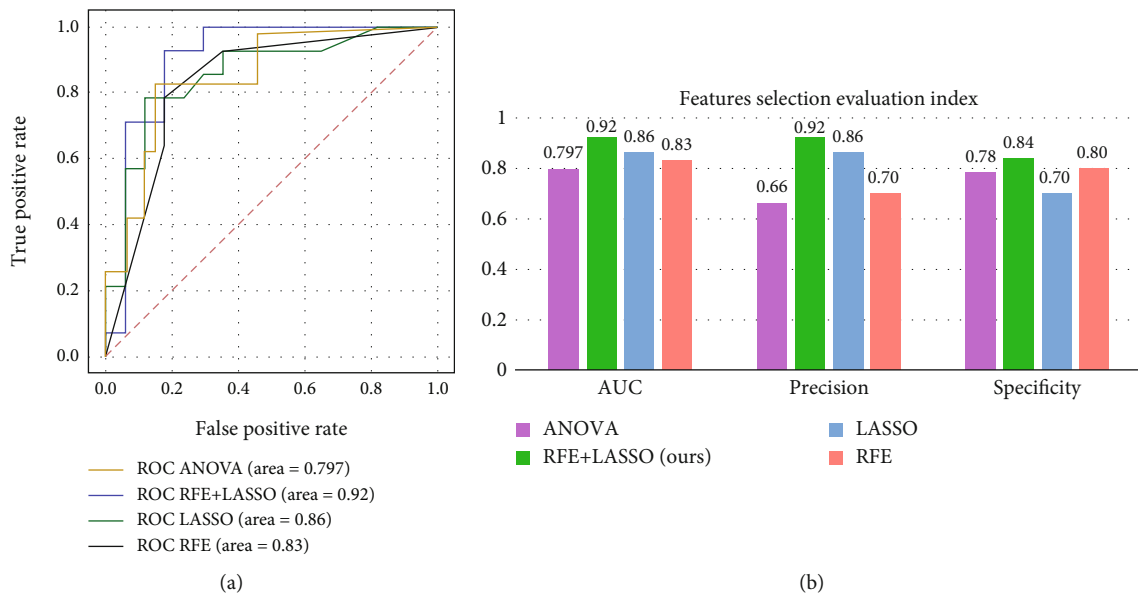 1.0
0.8
0.6
0.4
0.2
0.0
True positive rate
0.0 0.2 0.4 0.6 0.8 1.0
False positive rate
ROC ANOVA (area = 0.797)
ROC RFE+LASSO (area = 0.92)
ROC LASSO (area = 0.86)
ROC RFE (area = 0.83)
(a)
Features selection evaluation index
1
0.8
0.6
0.4
0.2
0
0.797 0.92 0.86 0.83
0.66 0.92 0.86 0.70
0.78 0.84 0.70 0.80
AUC Precision Specificity
ANOVA LASSO
RFE+LASSO (ours) RFE
(b)